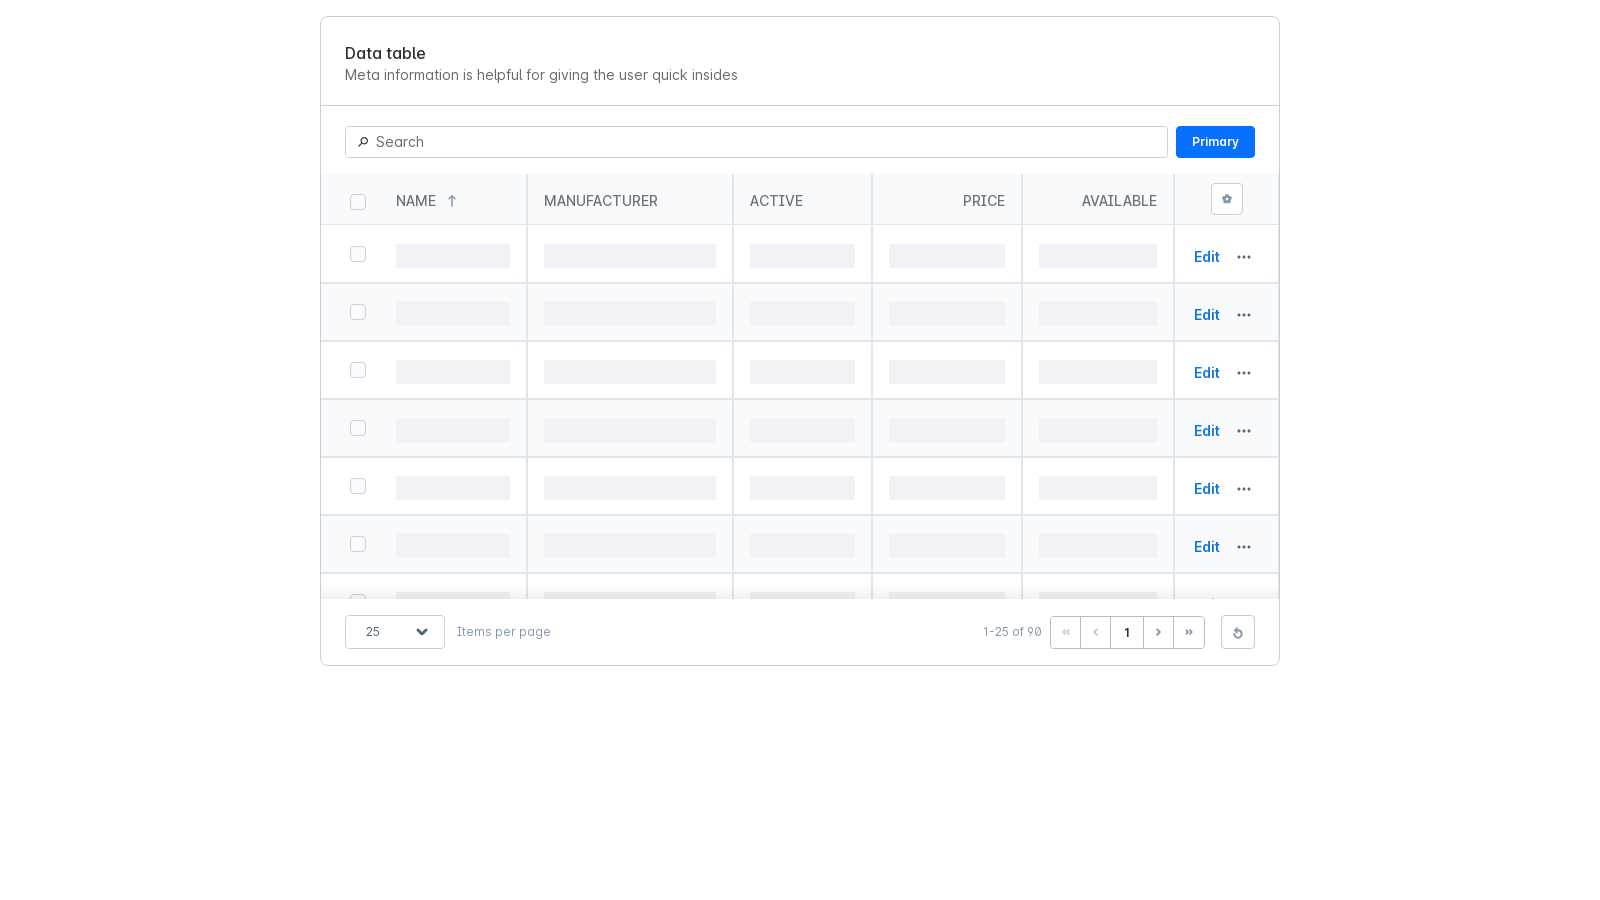 Data table
Meta information is helpful for giving the user quick insides
Search
Primary
NAME MANUFACTURER ACTIVE PRICE AVAILABLE
Edit
Edit
Edit
Edit
Edit
Edit
25 Items per page 1-25 of 90 « ‹ 1 › »